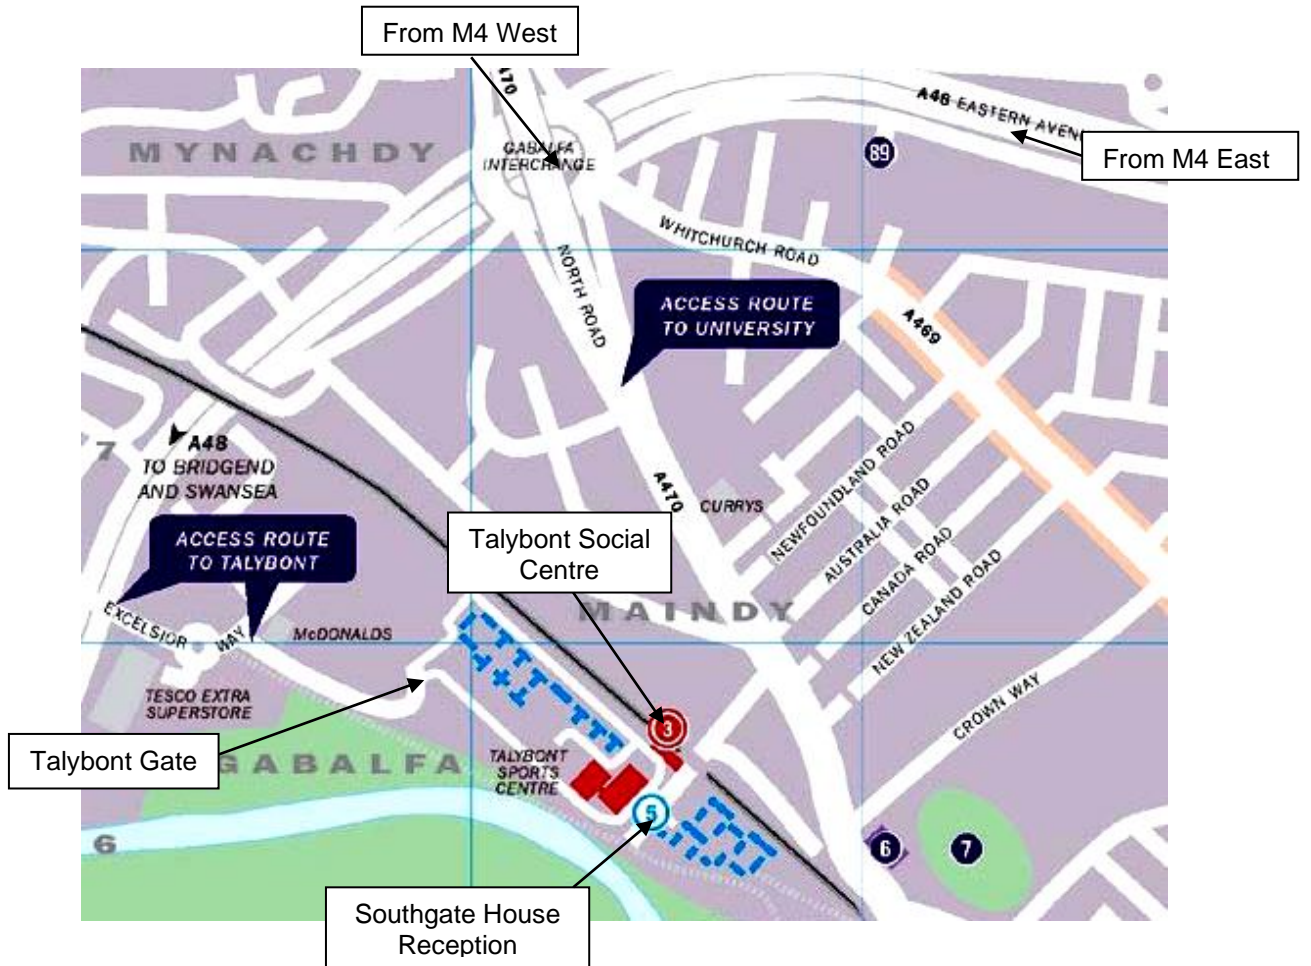 From M4 West
470
A48 EASTERN AVENU
From M4 East
89
MYNACHDY
GABALFA
INTERCHANGE
WHITCHURCH ROAD
NORTH ROAD
ACCESS ROUTE
TO UNIVERSITY
A469
7
A48
TO BRIDGEND
AND SWANSEA
A470
CURRYS
NEWFOUNDLAND ROAD
AUSTRALIA ROAD
CANADA ROAD
NEW ZEALAND ROAD
ACCESS ROUTE
TO TALYBONT
Talybont Social
Centre
MAINDY
EXCELSIOR WAY
McDONALDS
TESCO EXTRA
SUPERSTORE
CROWN WAY
3
Talybont Gate
GABALFA
TALYBONT
SPORTS
CENTRE
5
6
6
7
Southgate House
Reception